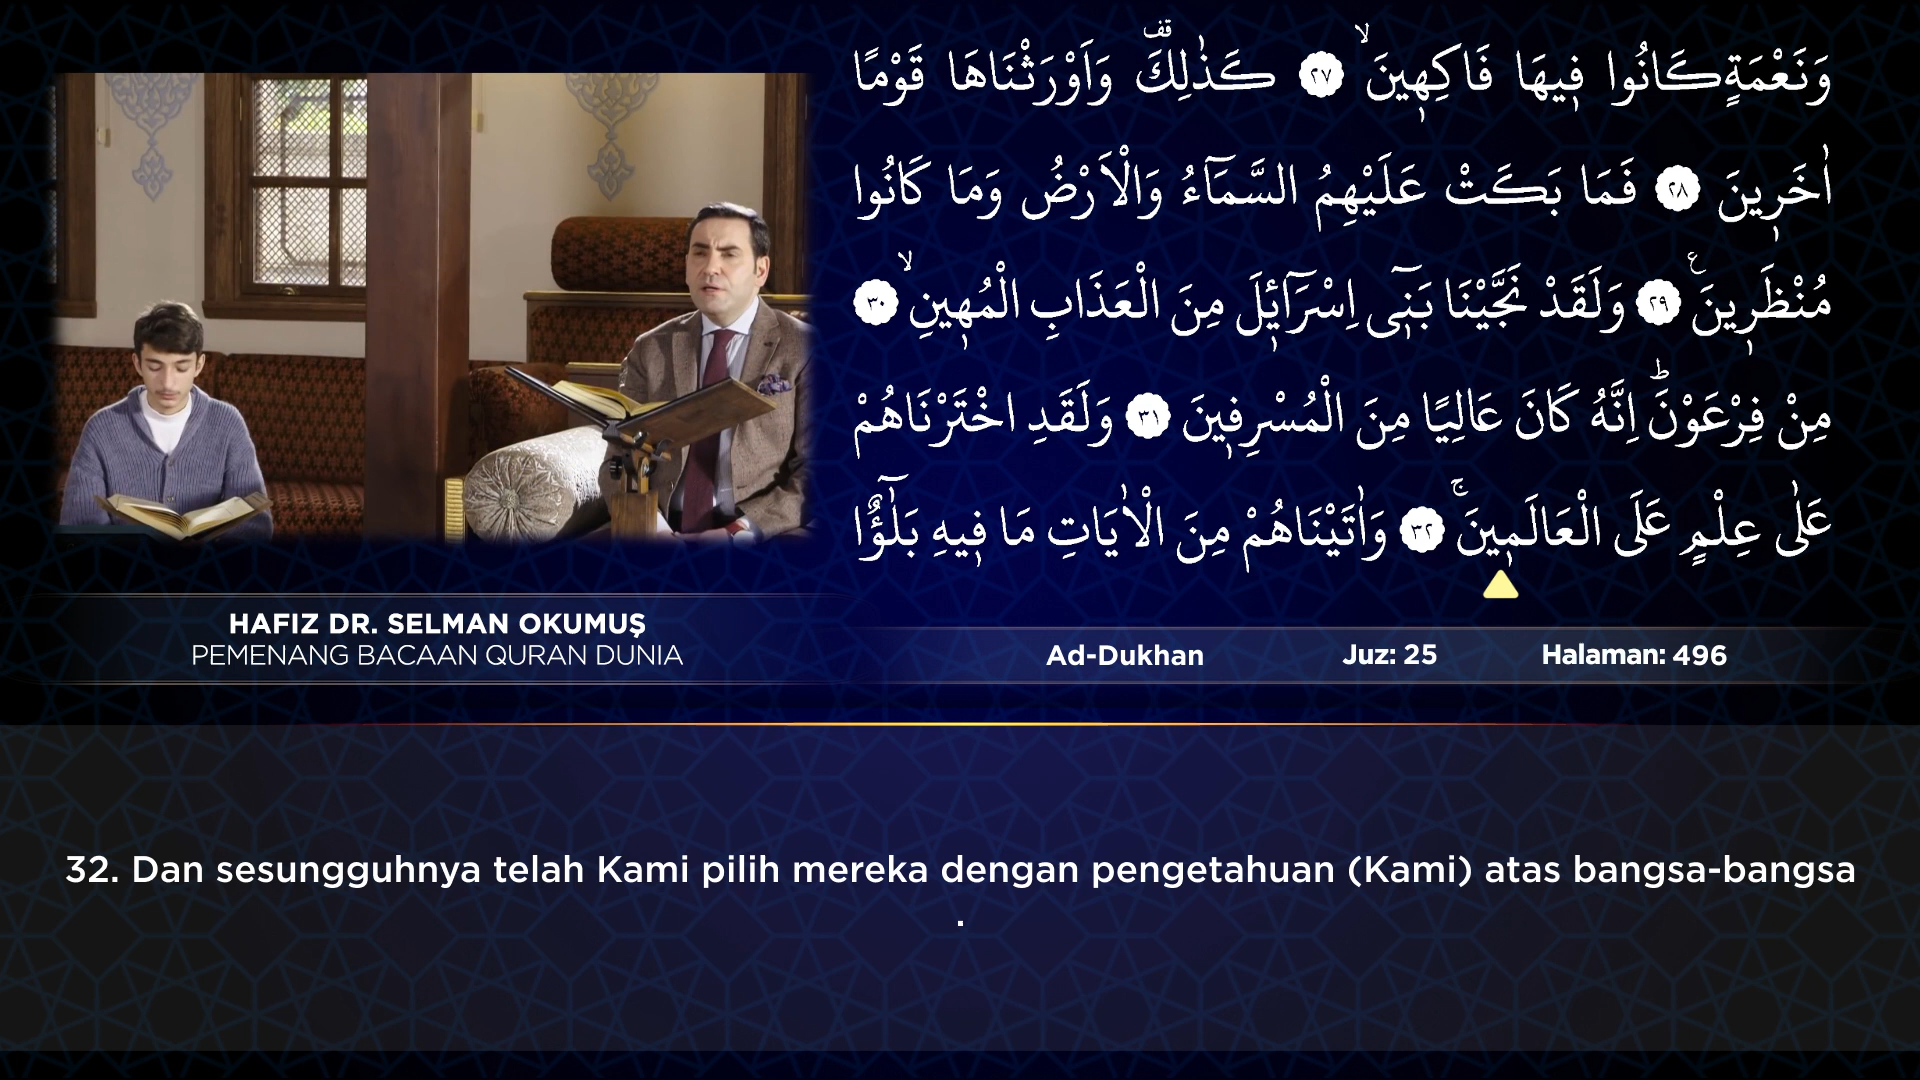 وَنَعْمَةٍ كَانُوا فِيهَا فَاكِهِينَۙ ﴿٢٧﴾ كَذٰلِكَ۠ وَاَوْرَثْنَاهَا قَوْمًا
اٰخَرِينَ ﴿٢٨﴾ فَمَا بَكَتْ عَلَيْهِمُ السَّمَٓاءُ وَالْاَرْضُ وَمَا كَانُوا
مُنْظَرِينَ۟ ﴿٢٩﴾ وَلَقَدْ نَجَّيْنَا بَنِٓي اِسْرَٓائِلَ مِنَ الْعَذَابِ الْمُهِينِۙ ﴿٣٠﴾
مِنْ فِرْعَوْنَۜ اِنَّهُ كَانَ عَالِيًا مِنَ الْمُسْرِفِينَ ﴿٣١﴾ وَلَقَدِ اخْتَرْنَاهُمْ
عَلٰى عِلْمٍ عَلَى الْعَالَمِينَۚ ﴿٣٢﴾ وَاٰتَيْنَاهُمْ مِنَ الْاٰيَاتِ مَا فِيهِ بَلٰٓؤٌا
HAFIZ DR. SELMAN OKUMUŞ
PEMENANG BACAAN QURAN DUNIA
Ad-Dukhan Juz: 25 Halaman: 496
32. Dan sesungguhnya telah Kami pilih mereka dengan pengetahuan (Kami) atas bangsa-bangsa
.